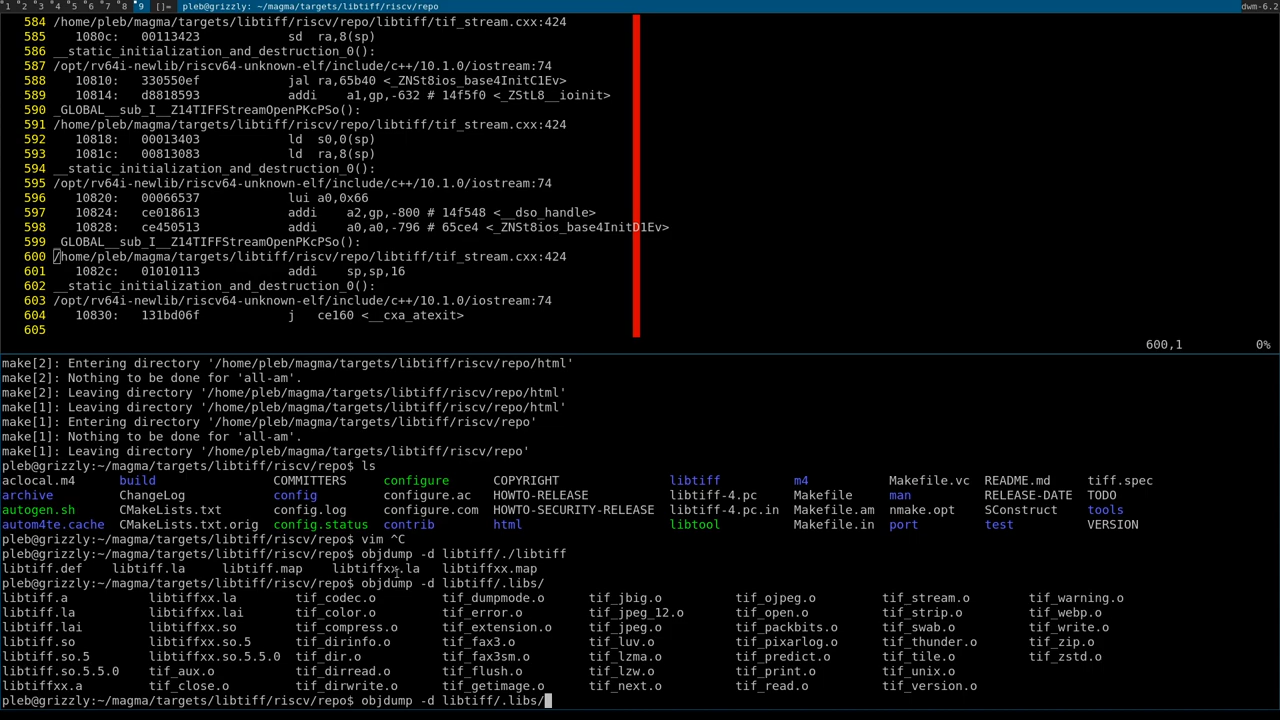 1 2 3 4 5 6 7 8 9 []= pleb@grizzly: ~/magma/targets/libtiff/riscv/repo dwm-6.2
584 /home/pleb/magma/targets/libtiff/riscv/repo/libtiff/tif_stream.cxx:424
585 1080c: 00113423 sd ra,8(sp)
586 __static_initialization_and_destruction_0():
587 /opt/rv64i-newlib/riscv64-unknown-elf/include/c++/10.1.0/iostream:74
588 10810: 330550ef jal ra,65b40 <_ZNSt8ios_base4InitC1Ev>
589 10814: d8818593 addi a1,gp,-632 # 14f5f0 <_ZStL8__ioinit>
590 _GLOBAL__sub_I__Z14TIFFStreamOpenPKcPSo():
591 /home/pleb/magma/targets/libtiff/riscv/repo/libtiff/tif_stream.cxx:424
592 10818: 00013403 ld s0,0(sp)
593 1081c: 00813083 ld ra,8(sp)
594 __static_initialization_and_destruction_0():
595 /opt/rv64i-newlib/riscv64-unknown-elf/include/c++/10.1.0/iostream:74
596 10820: 00066537 lui a0,0x66
597 10824: ce018613 addi a2,gp,-800 # 14f548 <__dso_handle>
598 10828: ce450513 addi a0,a0,-796 # 65ce4 <_ZNSt8ios_base4InitD1Ev>
599 _GLOBAL__sub_I__Z14TIFFStreamOpenPKcPSo():
600 /home/pleb/magma/targets/libtiff/riscv/repo/libtiff/tif_stream.cxx:424
601 1082c: 01010113 addi sp,sp,16
602 __static_initialization_and_destruction_0():
603 /opt/rv64i-newlib/riscv64-unknown-elf/include/c++/10.1.0/iostream:74
604 10830: 131bd06f j ce160 <__cxa_atexit>
605
600,1 0%
make[2]: Entering directory '/home/pleb/magma/targets/libtiff/riscv/repo/html'
make[2]: Nothing to be done for 'all-am'.
make[2]: Leaving directory '/home/pleb/magma/targets/libtiff/riscv/repo/html'
make[1]: Leaving directory '/home/pleb/magma/targets/libtiff/riscv/repo/html'
make[1]: Entering directory '/home/pleb/magma/targets/libtiff/riscv/repo'
make[1]: Nothing to be done for 'all-am'.
make[1]: Leaving directory '/home/pleb/magma/targets/libtiff/riscv/repo'
pleb@grizzly:~/magma/targets/libtiff/riscv/repo$ ls
aclocal.m4 build COMMITTERS configure COPYRIGHT libtiff m4 Makefile.vc README.md tiff.spec
archive ChangeLog config configure.ac HOWTO-RELEASE libtiff-4.pc Makefile man RELEASE-DATE TODO
autogen.sh CMakeLists.txt config.log configure.com HOWTO-SECURITY-RELEASE libtiff-4.pc.in Makefile.am nmake.opt SConstruct tools
autom4te.cache CMakeLists.txt.orig config.status contrib html libtool Makefile.in port test VERSION
pleb@grizzly:~/magma/targets/libtiff/riscv/repo$ vim ^C
pleb@grizzly:~/magma/targets/libtiff/riscv/repo$ objdump -d libtiff/./libtiff
libtiff.def libtiff.la libtiff.map libtiffxx.la libtiffxx.map
pleb@grizzly:~/magma/targets/libtiff/riscv/repo$ objdump -d libtiff/.libs/
libtiff.a libtiffxx.la tif_codec.o tif_dumpmode.o tif_jbig.o tif_ojpeg.o tif_stream.o tif_warning.o
libtiff.la libtiffxx.lai tif_color.o tif_error.o tif_jpeg_12.o tif_open.o tif_strip.o tif_webp.o
libtiff.lai libtiffxx.so tif_compress.o tif_extension.o tif_jpeg.o tif_packbits.o tif_swab.o tif_write.o
libtiff.so libtiffxx.so.5 tif_dirinfo.o tif_fax3.o tif_luv.o tif_pixarlog.o tif_thunder.o tif_zip.o
libtiff.so.5 libtiffxx.so.5.5.0 tif_dir.o tif_fax3sm.o tif_lzma.o tif_predict.o tif_tile.o tif_zstd.o
libtiff.so.5.5.0 tif_aux.o tif_dirread.o tif_flush.o tif_lzw.o tif_print.o tif_unix.o
libtiffxx.a tif_close.o tif_dirwrite.o tif_getimage.o tif_next.o tif_read.o tif_version.o
pleb@grizzly:~/magma/targets/libtiff/riscv/repo$ objdump -d libtiff/.libs/